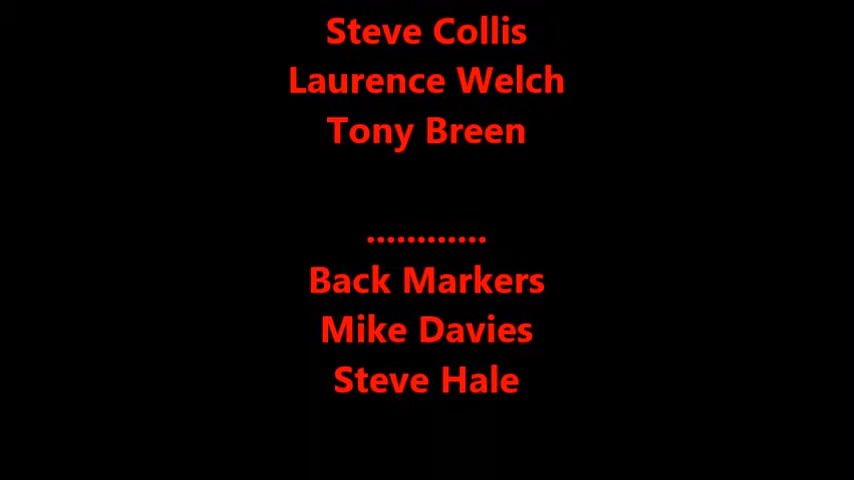 Steve Collis
Laurence Welch
Tony Breen
............
Back Markers
Mike Davies
Steve Hale